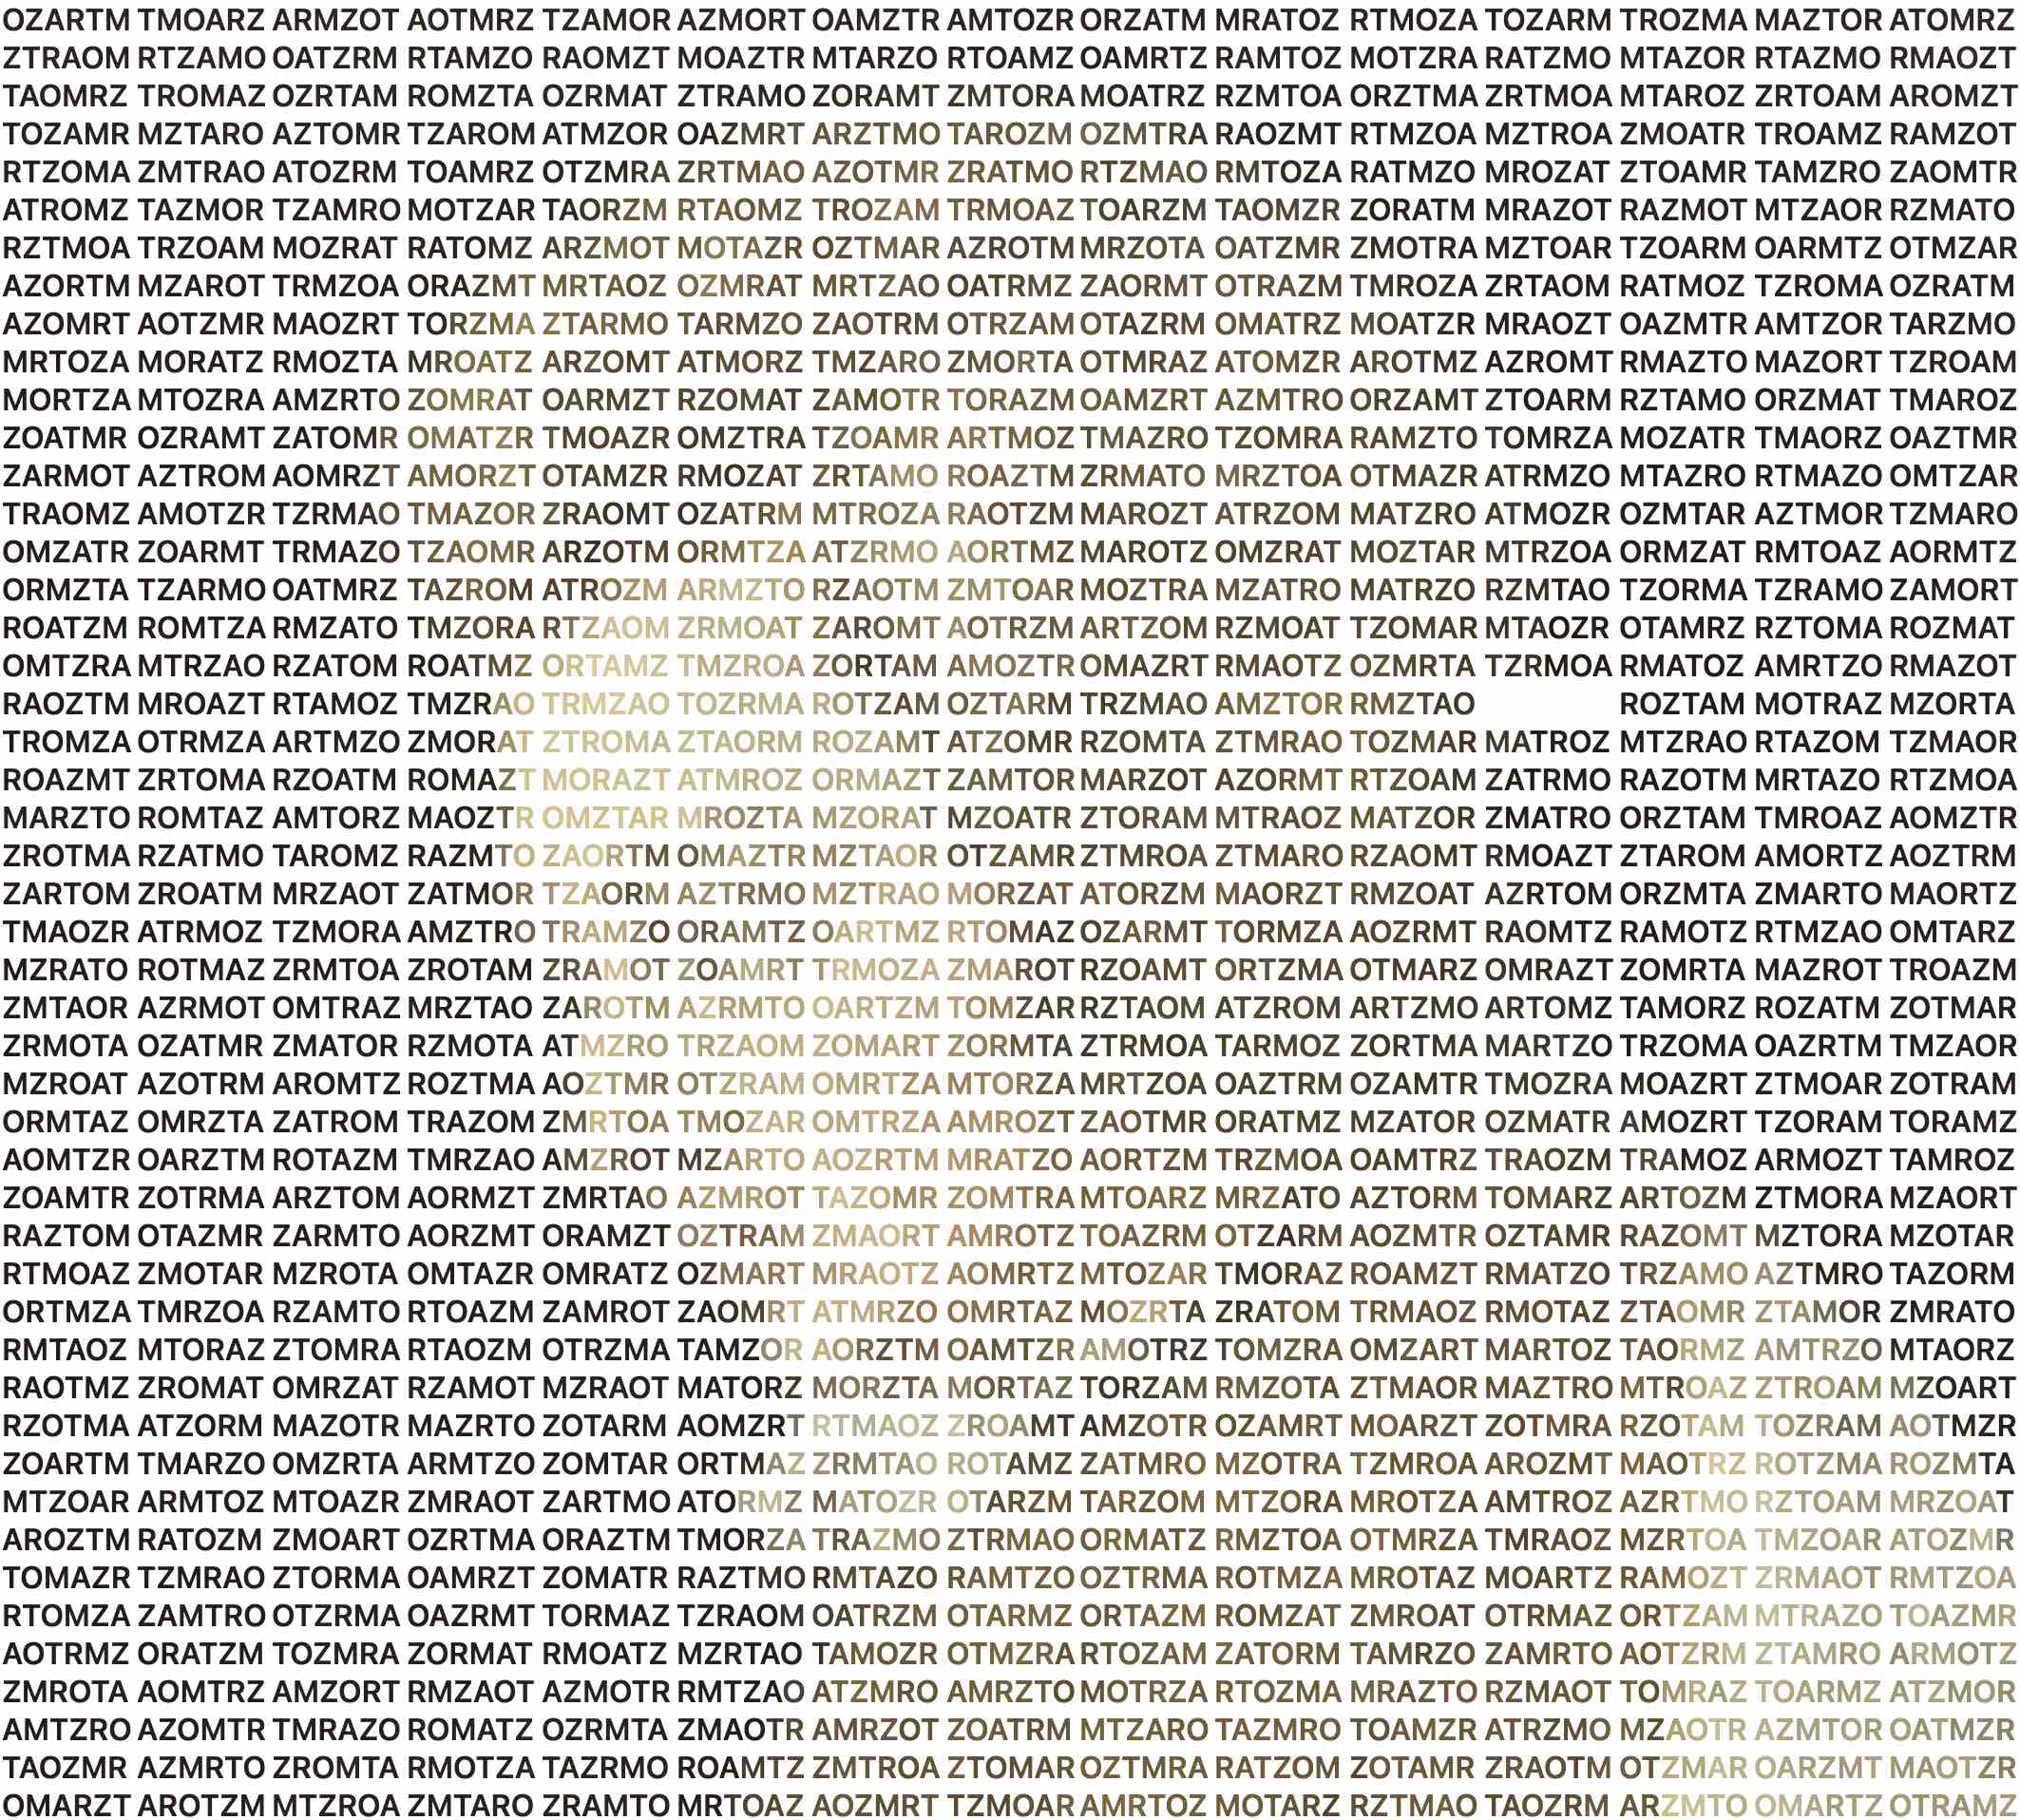 OZARTM TMOARZ ARMZOT AOTMRZ TZAMOR AZMORT OAMZTR AMTOZR ORZATM MRATOZ RTMOZA TOZARM TROZMA MAZTOR ATOMRZ
ZTRAOM RTZAMO OATZRM RTAMZO RAOMZT MOAZTR MTARZO RTOAMZ OAMRTZ RAMTOZ MOTZRA RATZMO MTAZOR RTAZMO RMAOZT
TAOMRZ TROMAZ OZRTAM ROMZTA OZRMAT ZTRAMO ZORAMT ZMTORA MOATRZ RZMTOA ORZTMA ZRTMOA MTAROZ ZRTOAM AROMZT
TOZAMR MZTARO AZTOMR TZAROM ATMZOR OAZMRT ARZTMO TAROZM OZMTRA RAOZMT RTMZOA MZTROA ZMOATR TROAMZ RAMZOT
RTZOMA ZMTRAO ATOZRM TOAMRZ OTZMRA ZRTMAO AZOTMR ZRATMO RTZMAO RMTOZA RATMZO MROZAT ZTOAMR TAMZRO ZAOMTR
ATROMZ TAZMOR TZAMRO MOTZAR TAORZM RTAOMZ TROZAM TRMOAZ TOARZM TAOMZR ZORATM MRAZOT RAZMOT MTZAOR RZMATO
RZTMOA TRZOAM MOZRAT RATOMZ ARZMOT MOTAZR OZTMAR AZROTM MRZOTA OATZMR ZMOTRA MZTOAR TZOARM OARMTZ OTMZAR
AZORTM MZAROT TRMZOA ORAZMT MRTAOZ OZMRAT MRTZAO OATRMZ ZAORMT OTRAZM TMROZA ZRTAOM RATMOZ TZROMA OZRATM
AZOMRT AOTZMR MAOZRT TORZMA ZTARMO TARMZO ZAOTRM OTRZAM OTAZRM OMATRZ MOATZR MRAOZT OAZMTR AMTZOR TARZMO
MRTOZA MORATZ RMOZTA MROATZ ARZOMT ATMORZ TMZARO ZMORTA OTMRAZ ATOMZR AROTMZ AZROMT RMAZTO MAZORT TZROAM
MORTZA MTOZRA AMZRTO ZOMRAT OARMZT RZOMAT ZAMOTR TORAZM OAMZRT AZMTRO ORZAMT ZTOARM RZTAMO ORZMAT TMAROZ
ZOATMR OZRAMT ZATOMR OMATZR TMOAZR OMZTRA TZOAMR ARTMOZ TMAZRO TZOMRA RAMZTO TOMRZA MOZATR TMAORZ OAZTMR
ZARMOT AZTROM AOMRZT AMORZT OTAMZR RMOZAT ZRTAMO ROAZTM ZRMATO MRZTOA OTMAZR ATRMZO MTAZRO RTMAZO OMTZAR
TRAOMZ AMOTZR TZRMAO TMAZOR ZRAOMT OZATRM MTROZA RAOTZM MAROZT ATRZOM MATZRO ATMOZR OZMTAR AZTMOR TZMARO
OMZATR ZOARMT TRMAZO TZAOMR ARZOTM ORMTZA ATZRMO AORTMZ MAROTZ OMZRAT MOZTAR MTRZOA ORMZAT RMTOAZ AORMTZ
ORMZTA TZARMO OATMRZ TAZROM ATROZM ARMZTO RZAOTM ZMTOAR MOZTRA MZATRO MATRZO RZMTAO TZORMA TZRAMO ZAMORT
ROATZM ROMTZA RMZATO TMZORA RTZAOM ZRMOAT ZAROMT AOTRZM ARTZOM RZMOAT TZOMAR MTAOZR OTAMRZ RZTOMA ROZMAT
OMTZRA MTRZAO RZATOM ROATMZ ORTAMZ TMZROA ZORTAM AMOZTR OMAZRT RMAOTZ OZMRTA TZRMOA RMATOZ AMRTZO RMAZOT
RAOZTM MROAZT RTAMOZ TMZRAO TRMZAO TOZRMA ROTZAM OZTARM TRZMAO AMZTOR RMZTAO ROZTAM MOTRAZ MZORTA
TROMZA OTRMZA ARTMZO ZMORAT ZTROMA ZTAORM ROZAMT ATZOMR RZOMTA ZTMRAO TOZMAR MATROZ MTZRAO RTAZOM TZMAOR
ROAZMT ZRTOMA RZOATM ROMAZT MORAZT ATMROZ ORMAZT ZAMTOR MARZOT AZORMT RTZOAM ZATRMO RAZOTM MRTAZO RTZMOA
MARZTO ROMTAZ AMTORZ MAOZTR OMZTAR MROZTA MZORAT MZOATR ZTORAM MTRAOZ MATZOR ZMATRO ORZTAM TMROAZ AOMZTR
ZROTMA RZATMO TAROMZ RAZMTO ZAORTM OMAZTR MZTAOR OTZAMR ZTMROA ZTMARO RZAOMT RMOAZT ZTAROM AMORTZ AOZTRM
ZARTOM ZROATM MRZAOT ZATMOR TZAORM AZTRMO MZTRAO MORZAT ATORZM MAORZT RMZOAT AZRTOM ORZMTA ZMARTO MAORTZ
TMAOZR ATRMOZ TZMORA AMZTRO TRAMZO ORAMTZ OARTMZ RTOMAZ OZARMT TORMZA AOZRMT RAOMTZ RAMOTZ RTMZAO OMTARZ
MZRATO ROTMAZ ZRMTOA ZROTAM ZRAMOT ZOAMRT TRMOZA ZMAROT RZOAMT ORTZMA OTMARZ OMRAZT ZOMRTA MAZROT TROAZM
ZMTAOR AZRMOT OMTRAZ MRZTAO ZAROTM AZRMTO OARTZM TOMZAR RZTAOM ATZROM ARTZMO ARTOMZ TAMORZ ROZATM ZOTMAR
ZRMOTA OZATMR ZMATOR RZMOTA ATMZRO TRZAOM ZOMART ZORMTA ZTRMOA TARMOZ ZORTMA MARTZO TRZOMA OAZRTM TMZAOR
MZROAT AZOTRM AROMTZ ROZTMA AOZTMR OTZRAM OMRTZA MTORZA MRTZOA OAZTRM OZAMTR TMOZRA MOAZRT ZTMOAR ZOTRAM
ORMTAZ OMRZTA ZATROM TRAZOM ZMRTOA TMOZAR OMTRZA AMROZT ZAOTMR ORATMZ MZATOR OZMATR AMOZRT TZORAM TORAMZ
AOMTZR OARZTM ROTAZM TMRZAO AMZROT MZARTO AOZRTM MRATZO AORTZM TRZMOA OAMTRZ TRAOZM TRAMOZ ARMOZT TAMROZ
ZOAMTR ZOTRMA ARZTOM AORMZT ZMRTAO AZMROT TAZOMR ZOMTRA MTOARZ MRZATO AZTORM TOMARZ ARTOZM ZTMORA MZAORT
RAZTOM OTAZMR ZARMTO AORZMT ORAMZT OZTRAM ZMAORT AMROTZ TOAZRM OTZARM AOZMTR OZTAMR RAZOMT MZTORA MZOTAR
RTMOAZ ZMOTAR MZROTA OMTAZR OMRATZ OZMART MRAOTZ AOMRTZ MTOZAR TMORAZ ROAMZT RMATZO TRZAMO AZTMRO TAZORM
ORTMZA TMRZOA RZAMTO RTOAZM ZAMROT ZAOMRT ATMRZO OMRTAZ MOZRTA ZRATOM TRMAOZ RMOTAZ ZTAOMR ZTAMOR ZMRATO
RMTAOZ MTORAZ ZTOMRA RTAOZM OTRZMA TAMZOR AORZTM OAMTZR AMOTRZ TOMZRA OMZART MARTOZ TAORMZ AMTRZO MTAORZ
RAOTMZ ZROMAT OMRZAT RZAMOT MZRAOT MATORZ MORZTA MORTAZ TORZAM RMZOTA ZTMAOR MAZTRO MTROAZ ZTROAM MZOART
RZOTMA ATZORM MAZOTR MAZRTO ZOTARM AOMZRT RTMAOZ ZROAMT AMZOTR OZAMRT MOARZT ZOTMRA RZOTAM TOZRAM AOTMZR
ZOARTM TMARZO OMZRTA ARMTZO ZOMTAR ORTMAZ ZRMTAO ROTAMZ ZATMRO MZOTRA TZMROA AROZMT MAOTRZ ROTZMA ROZMTA
MTZOAR ARMTOZ MTOAZR ZMRAOT ZARTMO ATORMZ MATOZR OTARZM TARZOM MTZORA MROTZA AMTROZ AZRTMO RZTOAM MRZOAT
AROZTM RATOZM ZMOART OZRTMA ORAZTM TMORZA TRAZMO ZTRMAO ORMATZ RMZTOA OTMRZA TMRAOZ MZRTOA TMZOAR ATOZMR
TOMAZR TZMRAO ZTORMA OAMRZT ZOMATR RAZTMO RMTAZO RAMTZO OZTRMA ROTMZA MROTAZ MOARTZ RAMOZT ZRMAOT RMTZOA
RTOMZA ZAMTRO OTZRMA OAZRMT TORMAZ TZRAOM OATRZM OTARMZ ORTAZM ROMZAT ZMROAT OTRMAZ ORTZAM MTRAZO TOAZMR
AOTRMZ ORATZM TOZMRA ZORMAT RMOATZ MZRTAO TAMOZR OTMZRA RTOZAM ZATORM TAMRZO ZAMRTO AOTZRM ZTAMRO ARMOTZ
ZMROTA AOMTRZ AMZORT RMZAOT AZMOTR RMTZAO ATZMRO AMRZTO MOTRZA RTOZMA MRAZTO RZMAOT TOMRAZ TOARMZ ATZMOR
AMTZRO AZOMTR TMRAZO ROMATZ OZRMTA ZMAOTR AMRZOT ZOATRM MTZARO TAZMRO TOAMZR ATRZMO MZAOTR AZMTOR OATMZR
TAOZMR AZMRTO ZROMTA RMOTZA TAZRMO ROAMTZ ZMTROA ZTOMAR OZTMRA RATZOM ZOTAMR ZRAOTM OTZMAR OARZMT MAOTZR
OMARZT AROTZM MTZROA ZMTARO ZRAMTO MRTOAZ AOZMRT TZMOAR AMRTOZ MOTARZ RZTMAO TAOZRM ARZMTO OMARTZ OTRAMZ